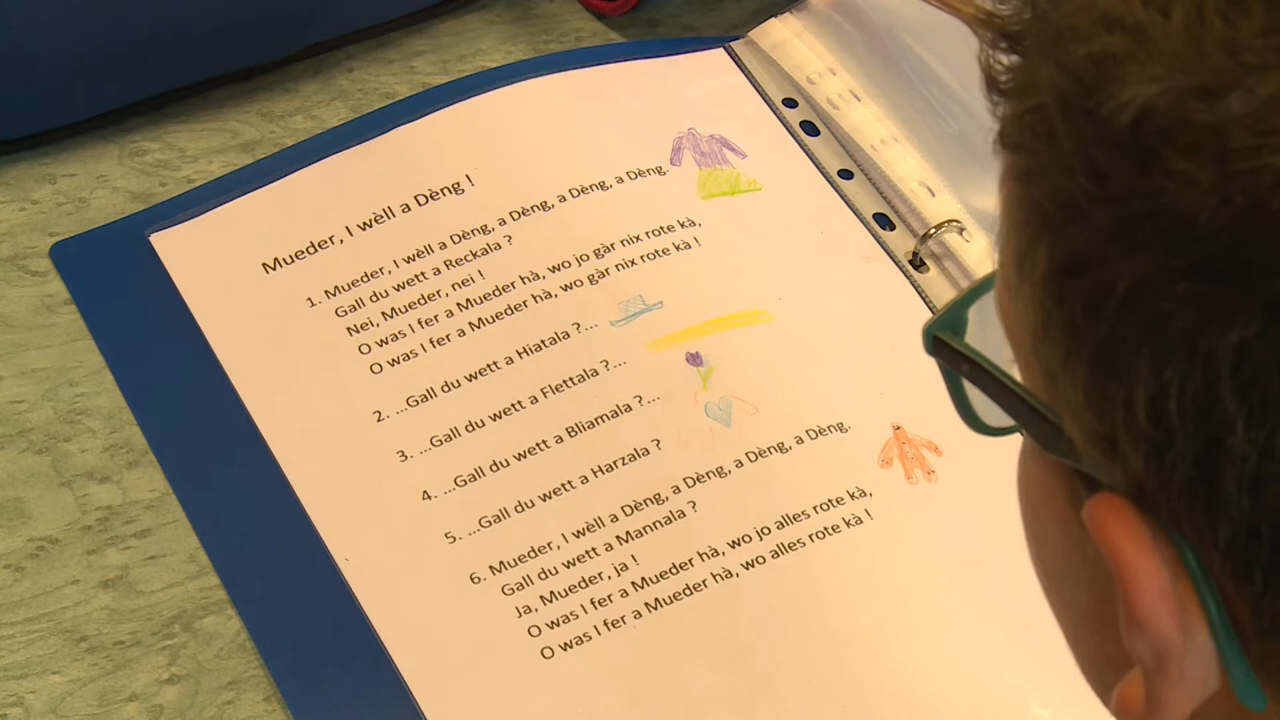 Mueder, I wèll a Dèng !
1. Mueder, I wèll a Dèng, a Dèng, a Dèng, a Dèng.
Gall du wett a Reckala ?
Nei, Mueder, nei !
O was I fer a Mueder hà, wo jo gàr nix rote kà,
O was I fer a Mueder hà, wo gàr nix rote kà !
2. ...Gall du wett a Hiatala ?...
3. ...Gall du wett a Flettala ?...
4. ...Gall du wett a Bliamala ?...
5. ...Gall du wett a Harzala ?
6. Mueder, I wèll a Dèng, a Dèng, a Dèng, a Dèng.
Gall du wett a Mannala ?
Ja, Mueder, ja !
O was I fer a Mueder hà, wo jo alles rote kà,
O was I fer a Mueder hà, wo alles rote kà !